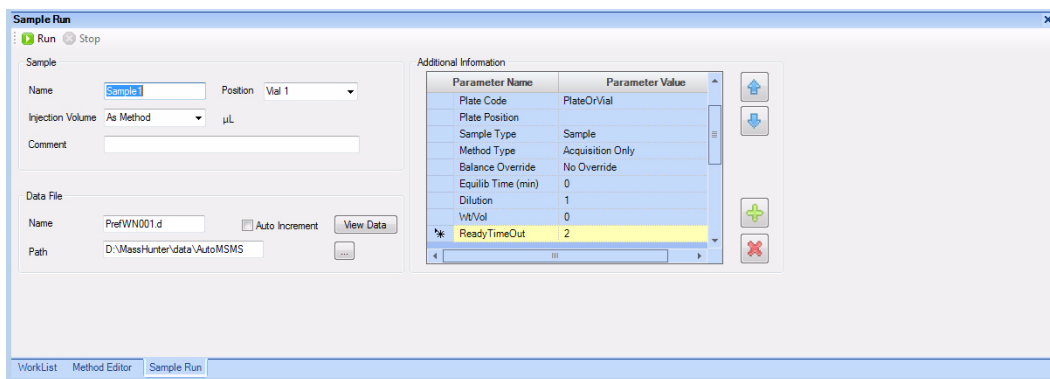 Sample Run
Run Stop
Sample
Name Sample1 Position Vial 1
Injection Volume As Method µL
Comment
Data File
Name PrefWN001.d Auto Increment View Data
Path D:\MassHunter\data\AutoMSMS ...
Additional Information
Parameter Name Parameter Value
Plate Code PlateOrVial
Plate Position
Sample Type Sample
Method Type Acquisition Only
Balance Override No Override
Equilib Time (min) 0
Dilution 1
Wt/Vol 0
ReadyTimeOut 2
WorkList Method Editor Sample Run